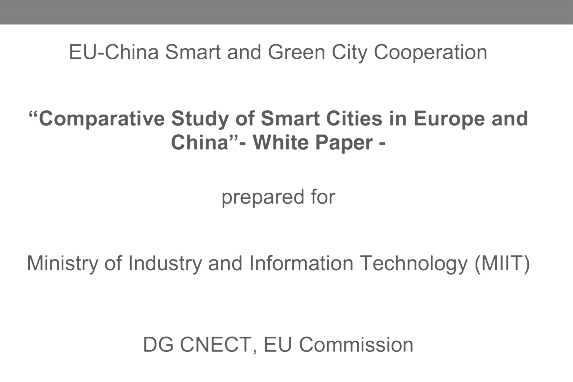 EU-China Smart and Green City Cooperation
“Comparative Study of Smart Cities in Europe and
China”- White Paper -
prepared for
Ministry of Industry and Information Technology (MIIT)
DG CNECT, EU Commission